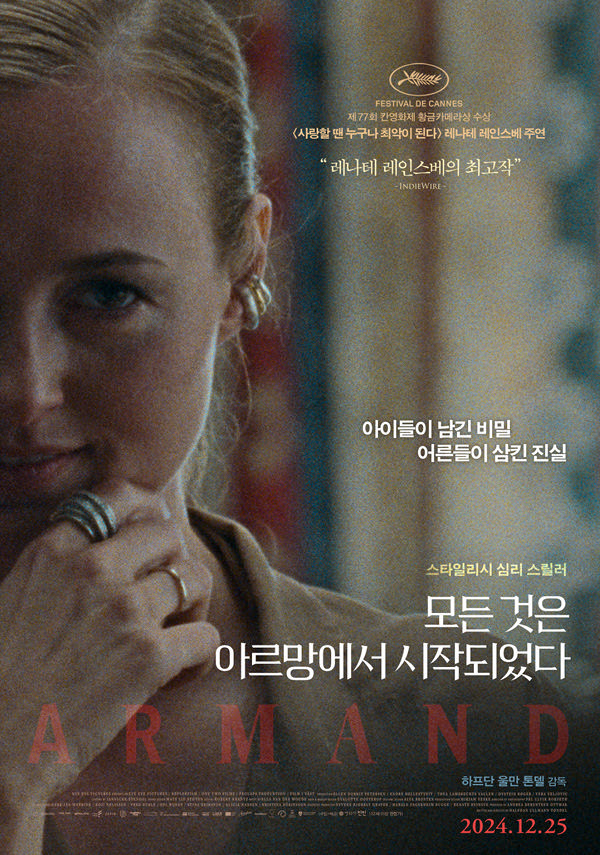 FESTIVAL DE CANNES
제77회 칸영화제 황금카메라상 수상
〈사랑할 땐 누구나 최악이 된다〉 레나테 레인스베 주연
“레나테 레인스베의 최고작”
-INDIEWIRE-
아이들이 남긴 비밀
어른들이 삼킨 진실
스타일리시 심리 스릴러
모든 것은
아르망에서 시작되었다
ARMAND
하프단 울만 톤델 감독
2024.12.25